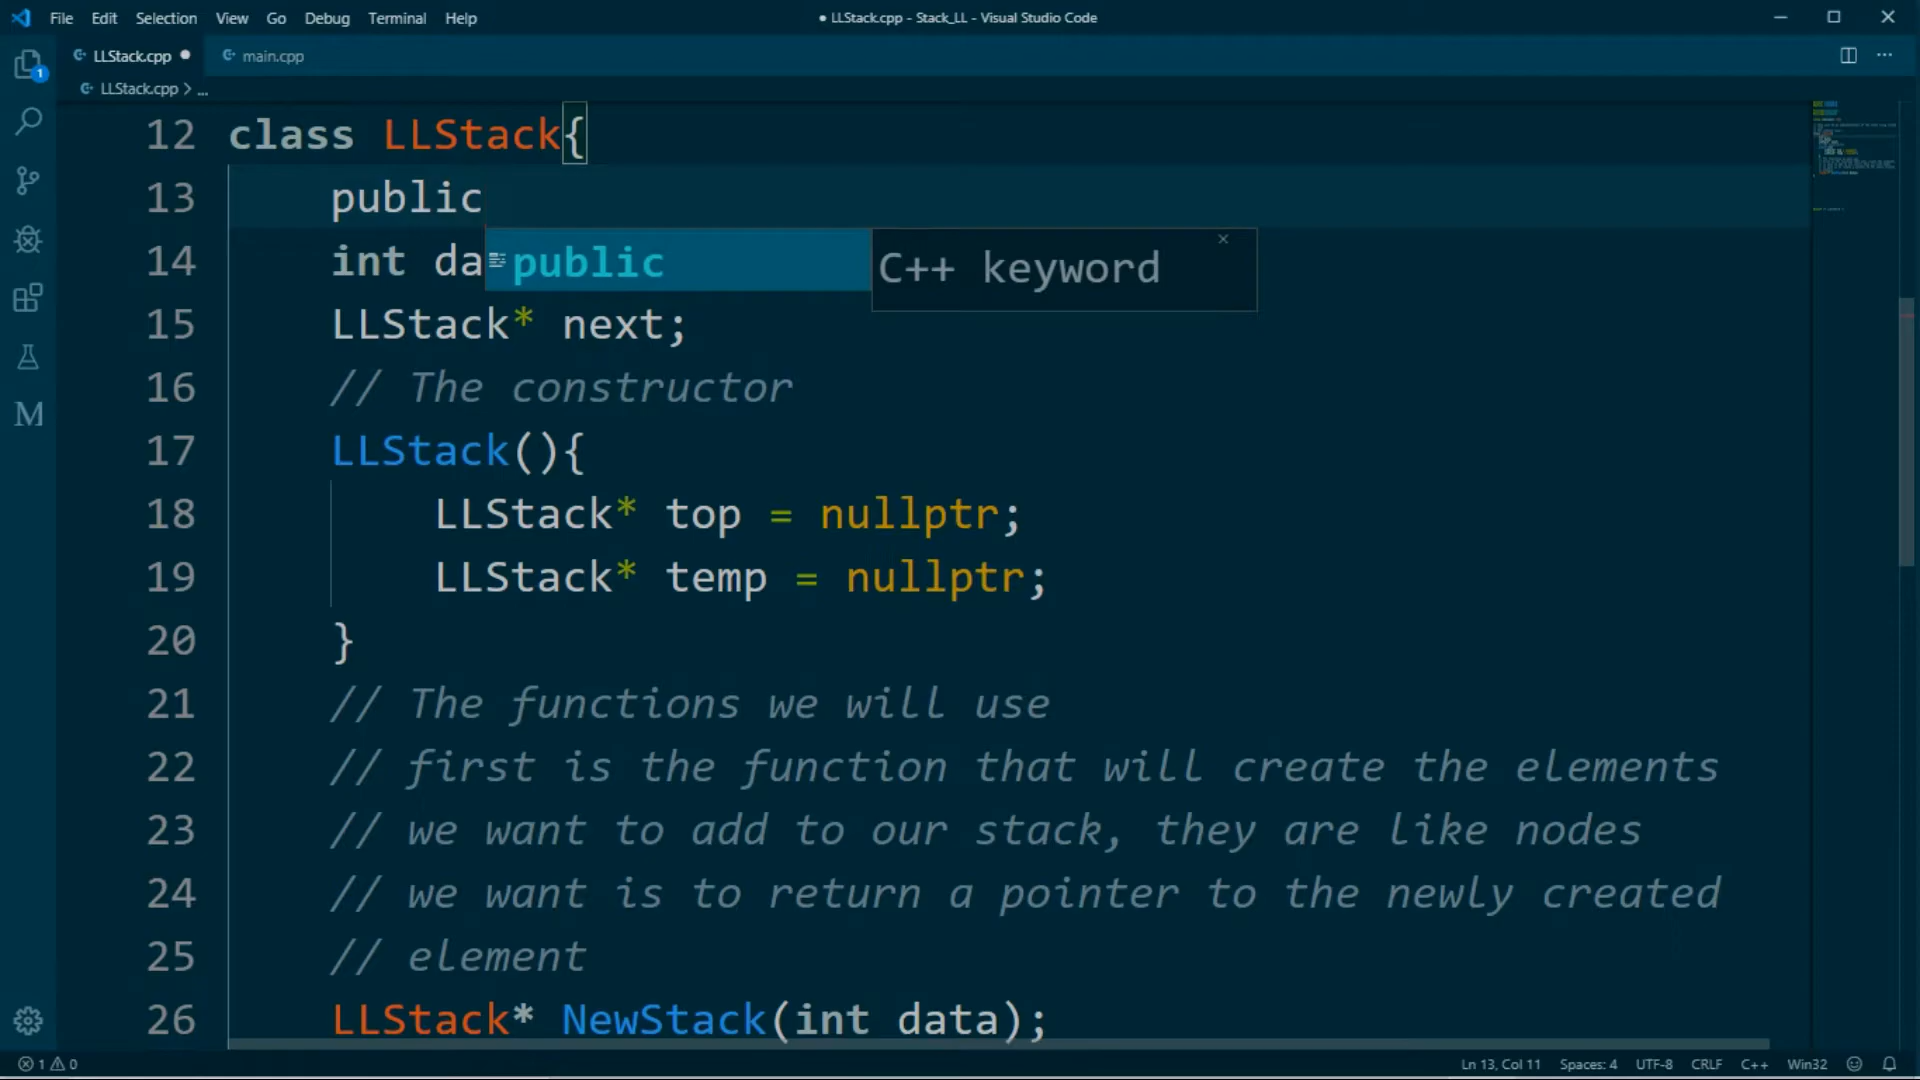 File Edit Selection View Go Debug Terminal Help
● LLStack.cpp - Stack_LL - Visual Studio Code
LLStack.cpp ● main.cpp
1
LLStack.cpp > ...
12 class LLStack{
13 public
14 int da public C++ keyword
15 LLStack* next;
16 // The constructor
17 LLStack(){
18 LLStack* top = nullptr;
19 LLStack* temp = nullptr;
20 }
21 // The functions we will use
22 // first is the function that will create the elements
23 // we want to add to our stack, they are like nodes
24 // we want is to return a pointer to the newly created
25 // element
26 LLStack* NewStack(int data);
M
1 0 Ln 13, Col 11 Spaces: 4 UTF-8 CRLF C++ Win32